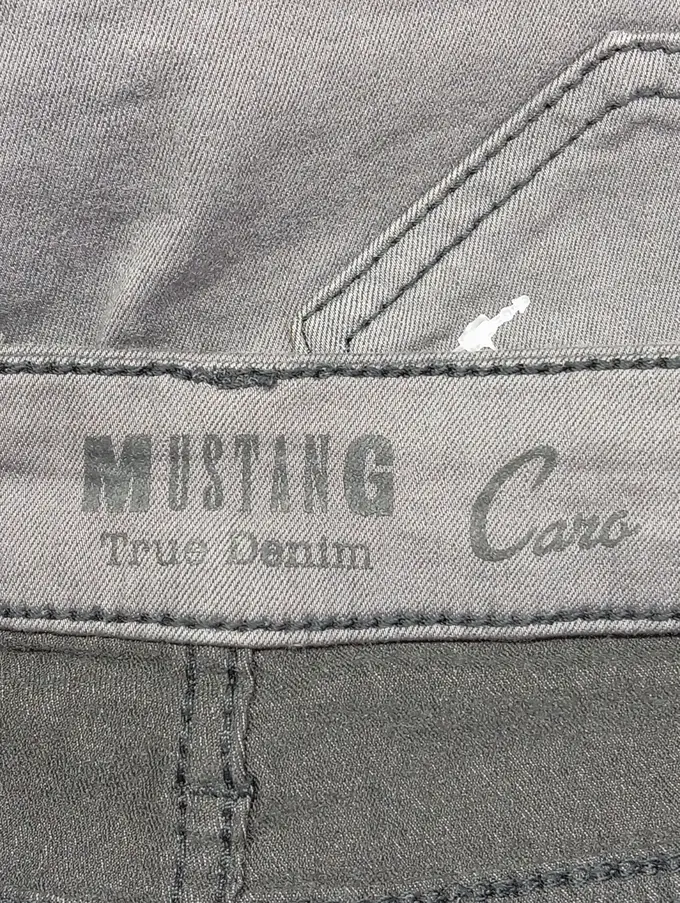 MUSTANG
True Denim
Caro